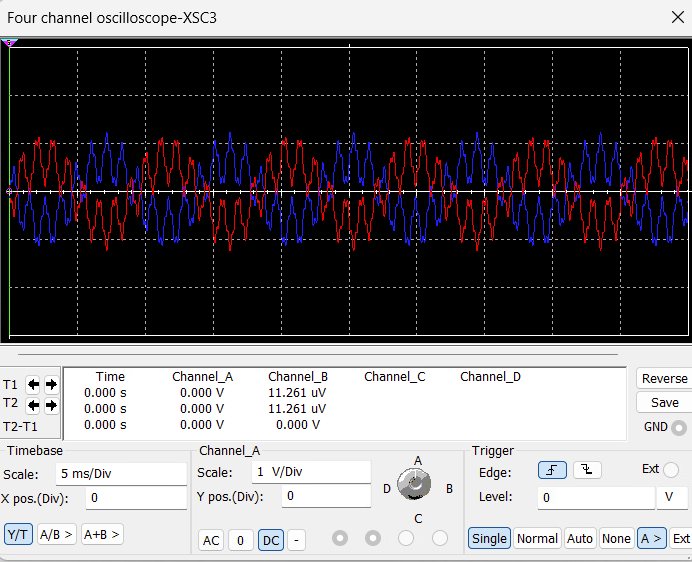 Four channel oscilloscope-XSC3
Time Channel_A Channel_B Channel_C Channel_D
T1 0.000 s 0.000 V 11.261 uV
T2 0.000 s 0.000 V 11.261 uV
T2-T1 0.000 s 0.000 V 0.000 V
Reverse
Save
GND
Timebase
Scale: 5 ms/Div
X pos.(Div): 0
Y/T A/B > A+B >
Channel_A
Scale: 1 V/Div
Y pos.(Div): 0
A
D B
C
AC 0 DC -
Trigger
Edge: Ext
Level: 0 V
Single Normal Auto None A > Ext